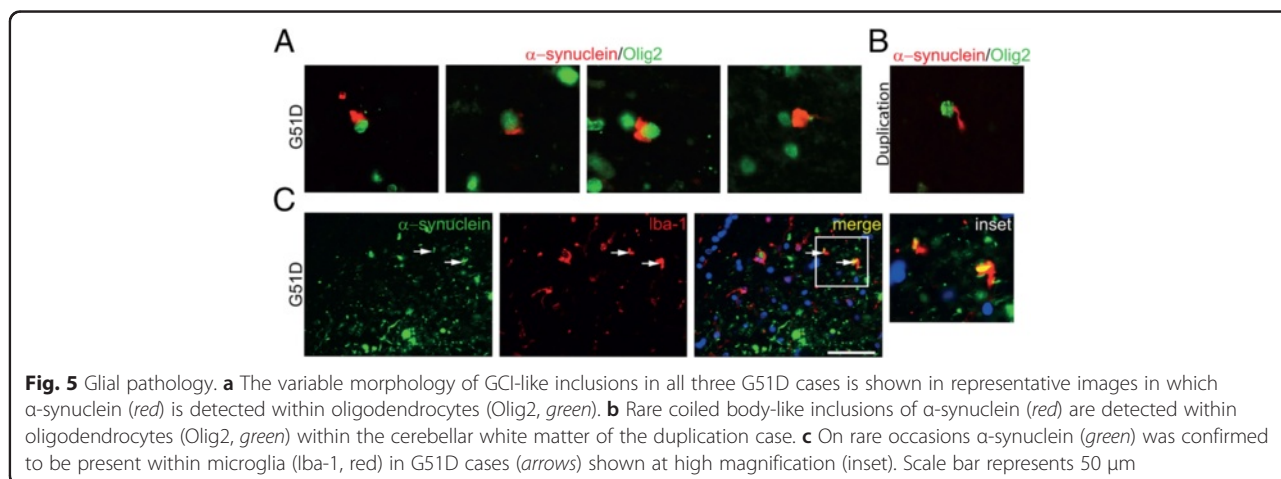 A
B
α–synuclein/Olig2
α–synuclein/Olig2
G51D
Duplication
C
α–synuclein
Iba-1
merge
inset
G51D
Fig. 5 Glial pathology. a The variable morphology of GCI-like inclusions in all three G51D cases is shown in representative images in which
α-synuclein (red) is detected within oligodendrocytes (Olig2, green). b Rare coiled body-like inclusions of α-synuclein (red) are detected within
oligodendrocytes (Olig2, green) within the cerebellar white matter of the duplication case. c On rare occasions α-synuclein (green) was confirmed
to be present within microglia (Iba-1, red) in G51D cases (arrows) shown at high magnification (inset). Scale bar represents 50 μm